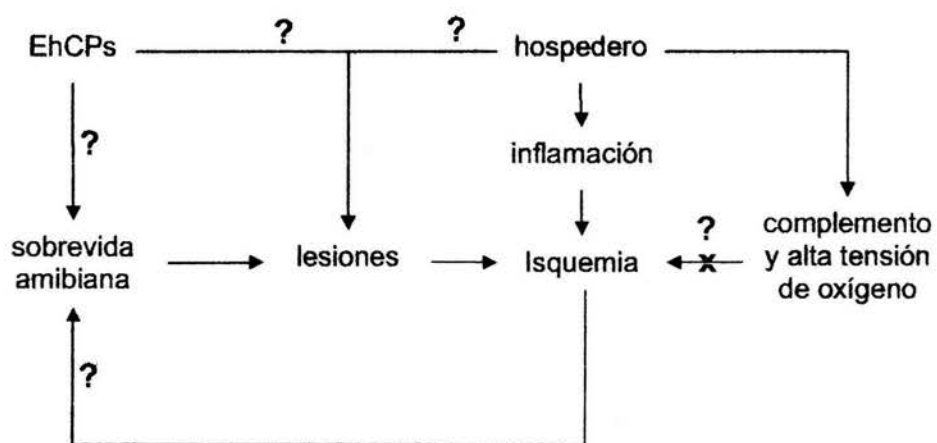 ? ?
EhCPs hospedero
?
inflamación
sobrevida
amibiana
lesiones
Isquemia
?
x
complemento
y alta tensión
de oxígeno
?